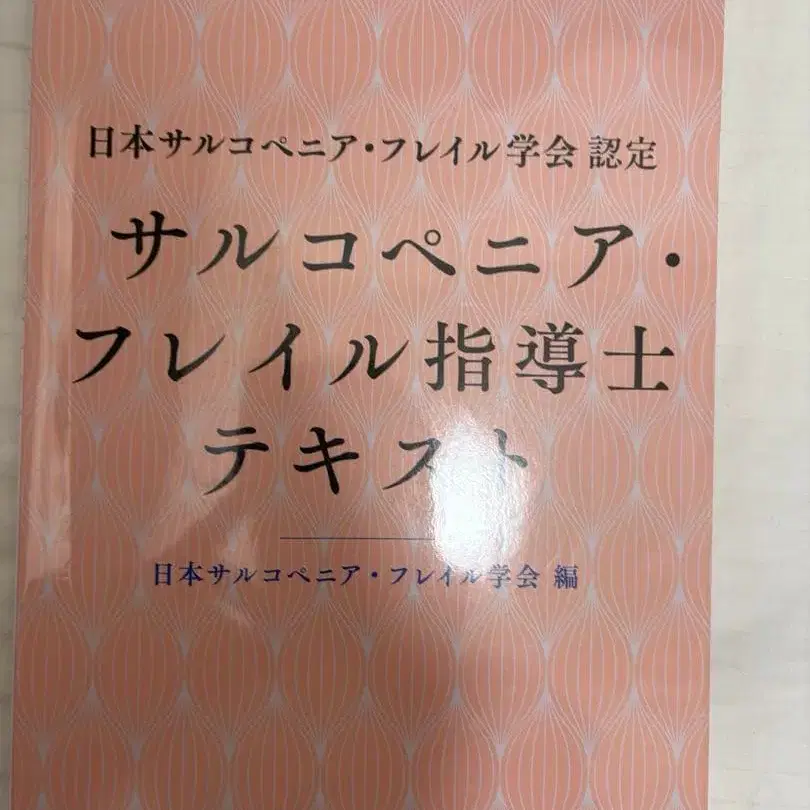 日本サルコペニア・フレイル学会 認定
サルコペニア・
フレイル指導士
テキスト
日本サルコペニア・フレイル学会 編